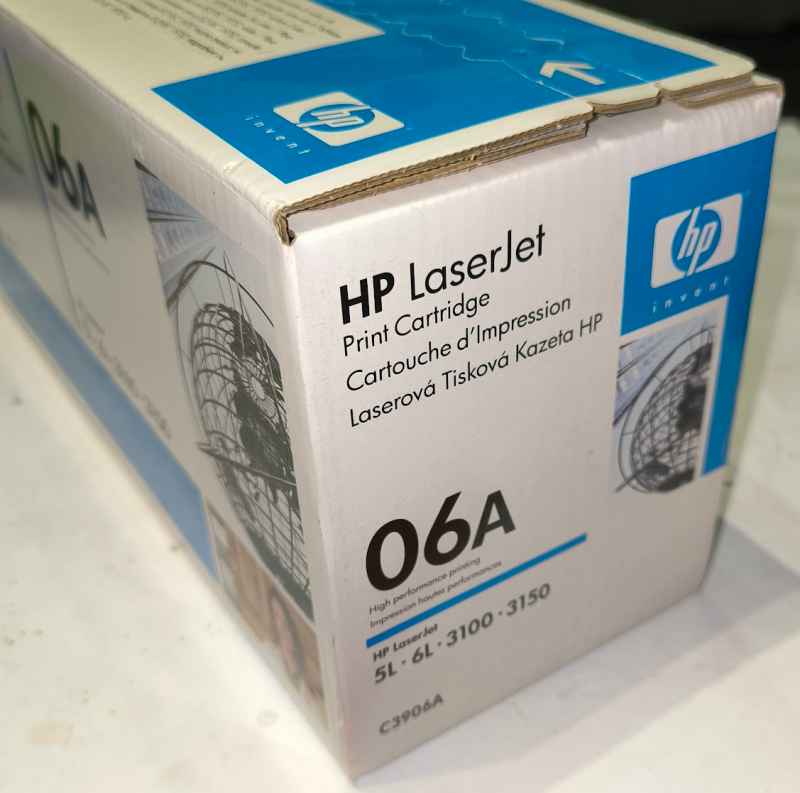 hp
invent
06A
HP LaserJet
Print Cartridge
Cartouche d'Impression
Laserová Tisková Kazeta HP
hp
invent
06A
High performance printing
Impression hautes performances
HP LaserJet
5L · 6L · 3100 · 3150
C3906A